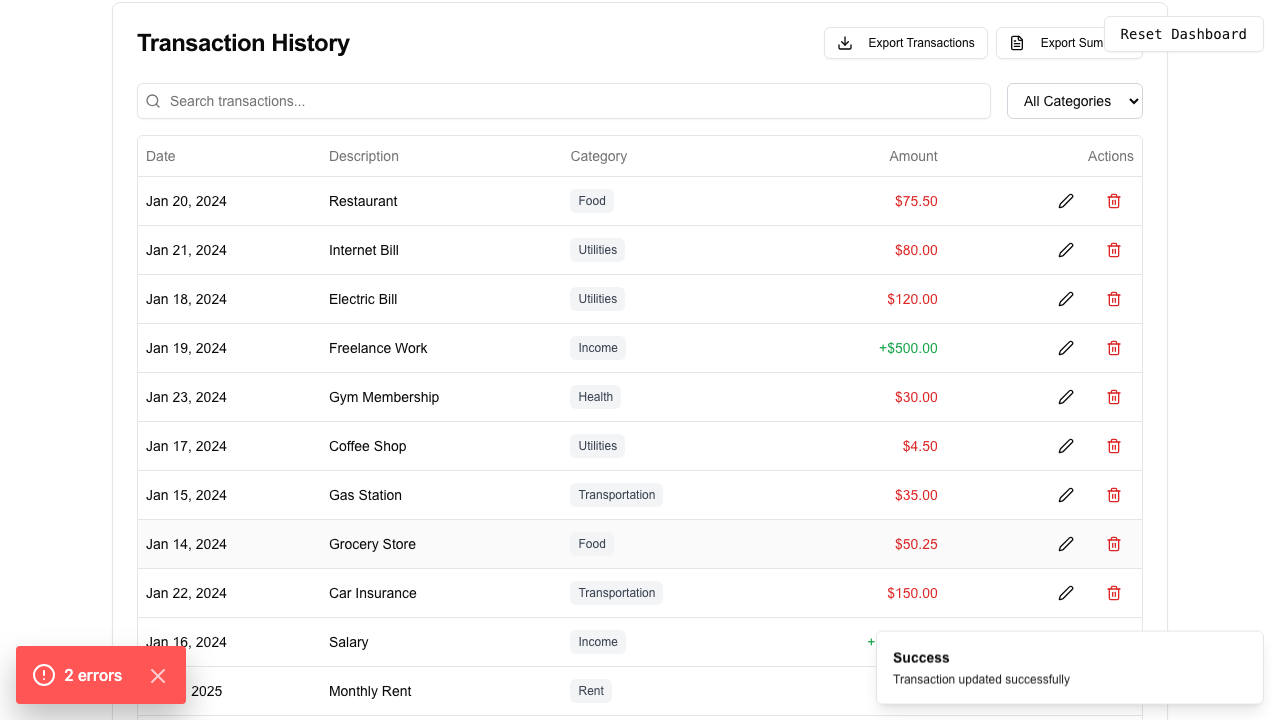 Transaction History
Export Transactions
Export Sum
Reset Dashboard
Search transactions...
All Categories
Date Description Category Amount Actions
Jan 20, 2024 Restaurant Food $75.50
Jan 21, 2024 Internet Bill Utilities $80.00
Jan 18, 2024 Electric Bill Utilities $120.00
Jan 19, 2024 Freelance Work Income +$500.00
Jan 23, 2024 Gym Membership Health $30.00
Jan 17, 2024 Coffee Shop Utilities $4.50
Jan 15, 2024 Gas Station Transportation $35.00
Jan 14, 2024 Grocery Store Food $50.25
Jan 22, 2024 Car Insurance Transportation $150.00
Jan 16, 2024 Salary Income +
2025 Monthly Rent Rent
2 errors
Success
Transaction updated successfully